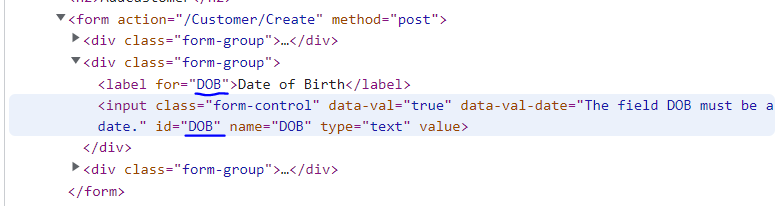 <form action="/Customer/Create" method="post">
<div class="form-group">…</div>
<div class="form-group">
<label for="DOB">Date of Birth</label>
<input class="form-control" data-val="true" data-val-date="The field DOB must be a
date." id="DOB" name="DOB" type="text" value>
</div>
<div class="form-group">…</div>
</form>